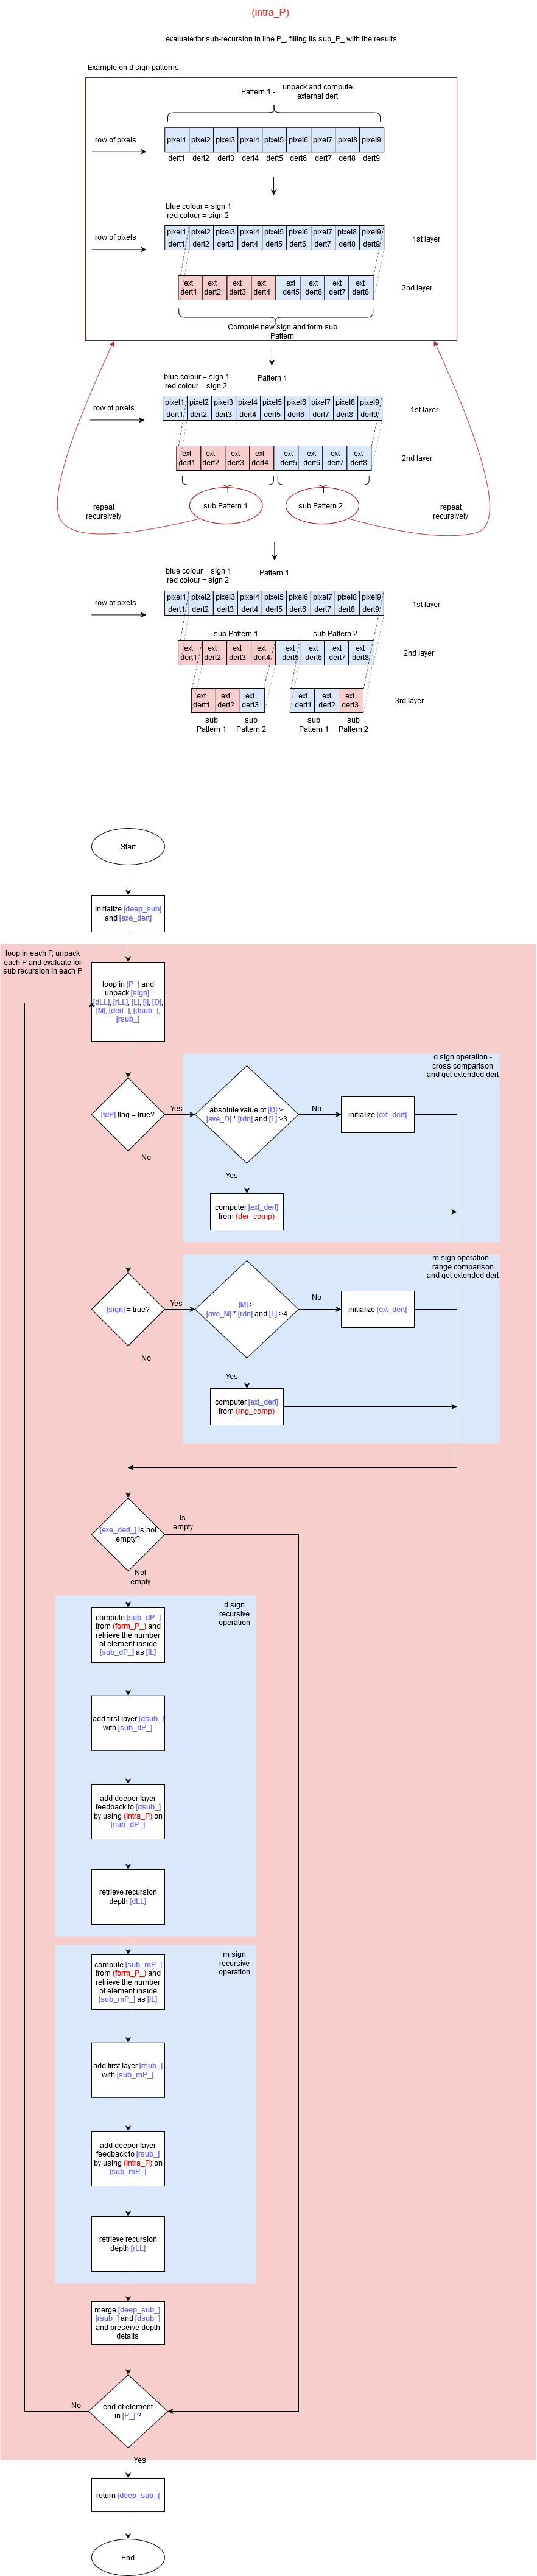 (intra_P)
evaluate for sub-recursion in line P_, filling its sub_P_ with the results
Example on d sign patterns:
Pattern 1 -
unpack and compute
external dert
row of pixels
pixel1 pixel2 pixel3 pixel4 pixel5 pixel6 pixel7 pixel8 pixel9
dert1 dert2 dert3 dert4 dert5 dert6 dert7 dert8 dert9
blue colour = sign 1
red colour = sign 2
row of pixels
pixel1 pixel2 pixel3 pixel4 pixel5 pixel6 pixel7 pixel8 pixel9
dert1 dert2 dert3 dert4 dert5 dert6 dert7 dert8 dert9
1st layer
ext ext ext ext ext ext ext ext
dert1 dert2 dert3 dert4 dert5 dert6 dert7 dert8
2nd layer
Compute new sign and form sub
Pattern
blue colour = sign 1
red colour = sign 2
Pattern 1
row of pixels
pixel1 pixel2 pixel3 pixel4 pixel5 pixel6 pixel7 pixel8 pixel9
dert1 dert2 dert3 dert4 dert5 dert6 dert7 dert8 dert9
1st layer
ext ext ext ext ext ext ext ext
dert1 dert2 dert3 dert4 dert5 dert6 dert7 dert8
2nd layer
sub Pattern 1
sub Pattern 2
repeat
recursively
repeat
recursively
blue colour = sign 1
red colour = sign 2
Pattern 1
row of pixels
pixel1 pixel2 pixel3 pixel4 pixel5 pixel6 pixel7 pixel8 pixel9
dert1 dert2 dert3 dert4 dert5 dert6 dert7 dert8 dert9
1st layer
sub Pattern 1
sub Pattern 2
ext ext ext ext ext ext ext ext
dert1 dert2 dert3 dert4 dert5 dert6 dert7 dert8
2nd layer
ext ext ext ext ext ext
dert1 dert2 dert3 dert1 dert2 dert3
3rd layer
sub sub sub sub
Pattern 1 Pattern 2 Pattern 1 Pattern 2
Start
initialize [deep_sub]
and [exe_dert]
loop in each P, unpack
each P and evaluate for
sub recursion in each P
loop in [P_] and
unpack [sign],
[dLL], [rLL], [L], [I], [D],
[M], [dert_], [dsub_],
[rsub_]
d sign operation -
cross comparison
and get extended dert
[fdP] flag = true?
Yes
absolute value of [D] >
[ave_D] * [rdn] and [L] >3
No
initialize [ext_dert]
No
Yes
computer [ext_dert]
from (der_comp)
m sign operation -
range comparison
and get extended dert
[sign] = true?
Yes
[M] >
[ave_M] * [rdn] and [L] >4
No
initialize [ext_dert]
No
Yes
computer [ext_dert]
from (rng_comp)
[exe_dert_] is not
empty?
Is
empty
Not
empty
d sign
recursive
operation
compute [sub_dP_]
from (form_P_) and
retrieve the number
of element inside
[sub_dP_] as [lL]
add first layer [dsub_]
with [sub_dP_]
add deeper layer
feedback to [dsub_]
by using (intra_P) on
[sub_dP_]
retrieve recursion
depth [dLL]
m sign
recursive
operation
compute [sub_mP_]
from (form_P_) and
retrieve the number
of element inside
[sub_mP_] as [lL]
add first layer [rsub_]
with [sub_mP_]
add deeper layer
feedback to [rsub_]
by using (intra_P) on
[sub_mP_]
retrieve recursion
depth [rLL]
merge [deep_sub_],
[rsub_] and [dsub_]
and preserve depth
details
No
end of element
in [P_] ?
Yes
return [deep_sub_]
End